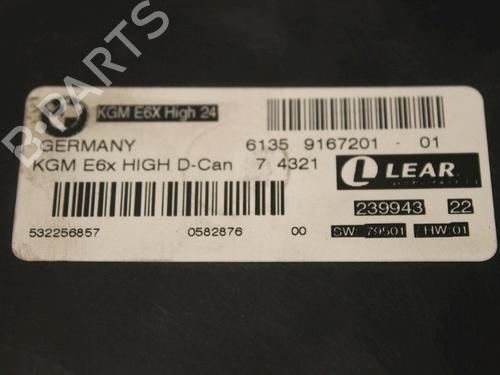 B-PARTS
KGM E6X High 24
GERMANY 6135 9167201 - 01
KGM E6x HIGH D-Can 7 4321
LEAR
239943 22
532256857 0582876 00 SW: 79501 HW:01